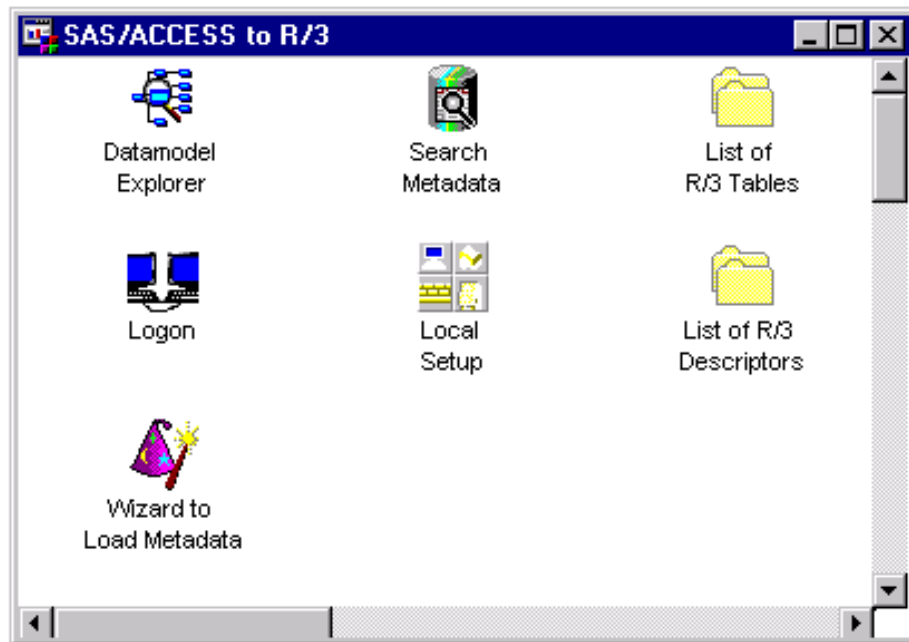 SAS/ACCESS to R/3
Datamodel
Explorer
Search
Metadata
List of
R/3 Tables
Logon
Local
Setup
List of R/3
Descriptors
Wizard to
Load Metadata